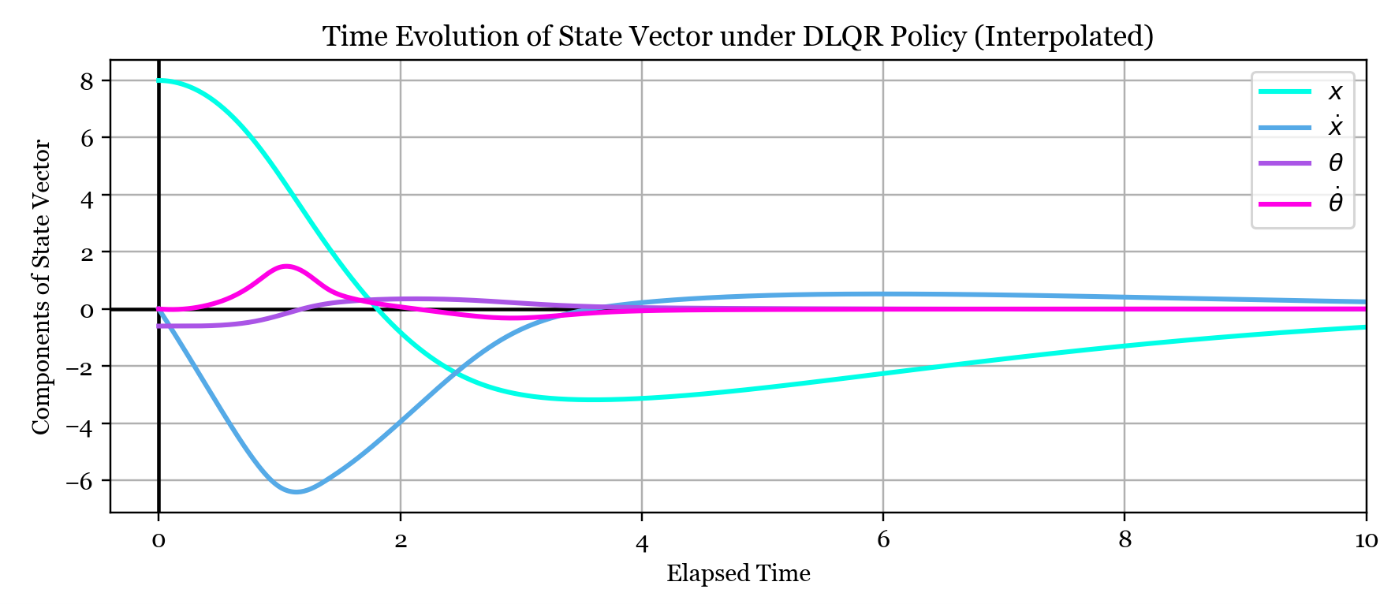 Time Evolution of State Vector under DLQR Policy (Interpolated)
Components of State Vector
8
6
4
2
0
−2
−4
−6
0 2 4 6 8 10
Elapsed Time
x
ẋ
θ
θ̇